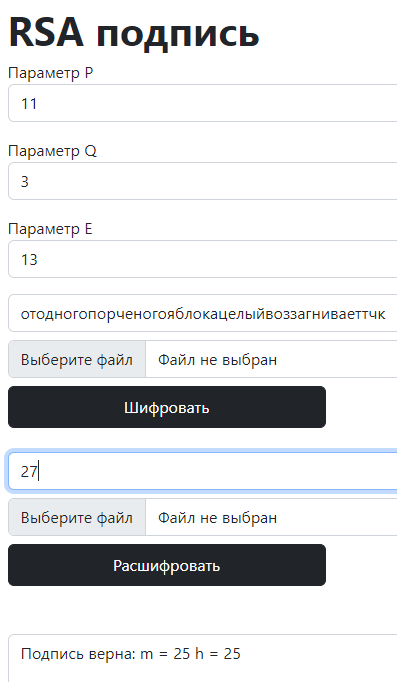 RSA подпись
Параметр P
11
Параметр Q
3
Параметр E
13
отодногопорченогояблокацелыйвоззагниваеттчк
Выберите файл Файл не выбран
Шифровать
27
Выберите файл Файл не выбран
Расшифровать
Подпись верна: m = 25 h = 25